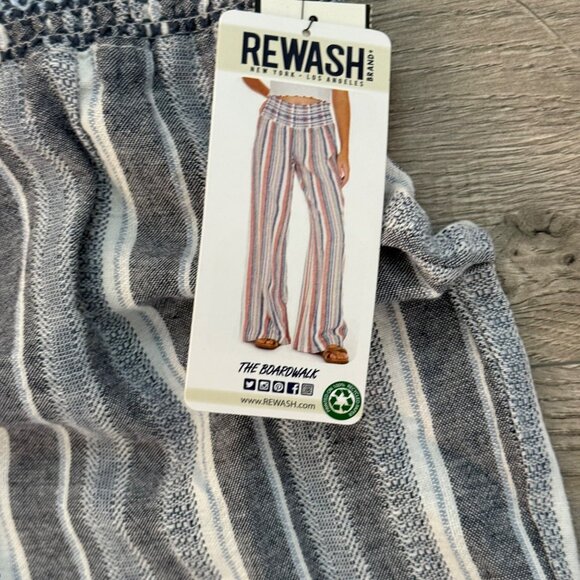 REWASH
BRAND+
NEW YORK - LOS ANGELES
THE BOARDWALK
www.REWASH.com